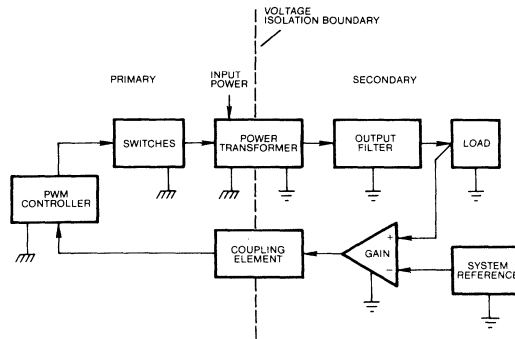 VOLTAGE
ISOLATION BOUNDARY
PRIMARY
INPUT
POWER
SECONDARY
SWITCHES
POWER
TRANSFORMER
OUTPUT
FILTER
LOAD
PWM
CONTROLLER
COUPLING
ELEMENT
+
GAIN
−
SYSTEM
REFERENCE